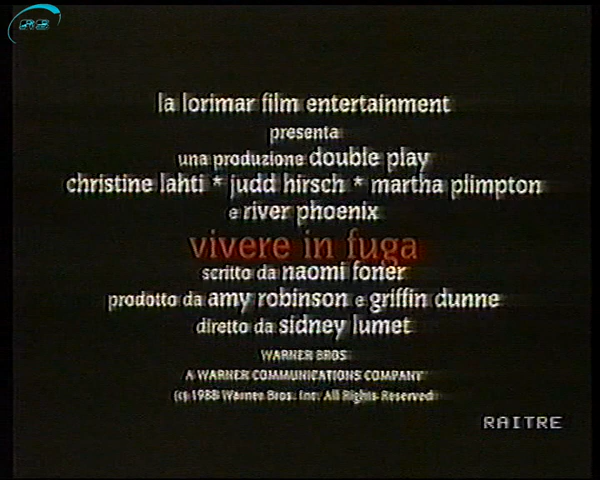 la lorimar film entertainment
presenta
una produzione double play
christine lahti * judd hirsch * martha plimpton
e river phoenix
vivere in fuga
scritto da naomi foner
prodotto da amy robinson e griffin dunne
diretto da sidney lumet
WARNER BROS
A WARNER COMMUNICATIONS COMPANY
(c) 1988 Warner Bros. Inc. All Rights Reserved
RAITRE